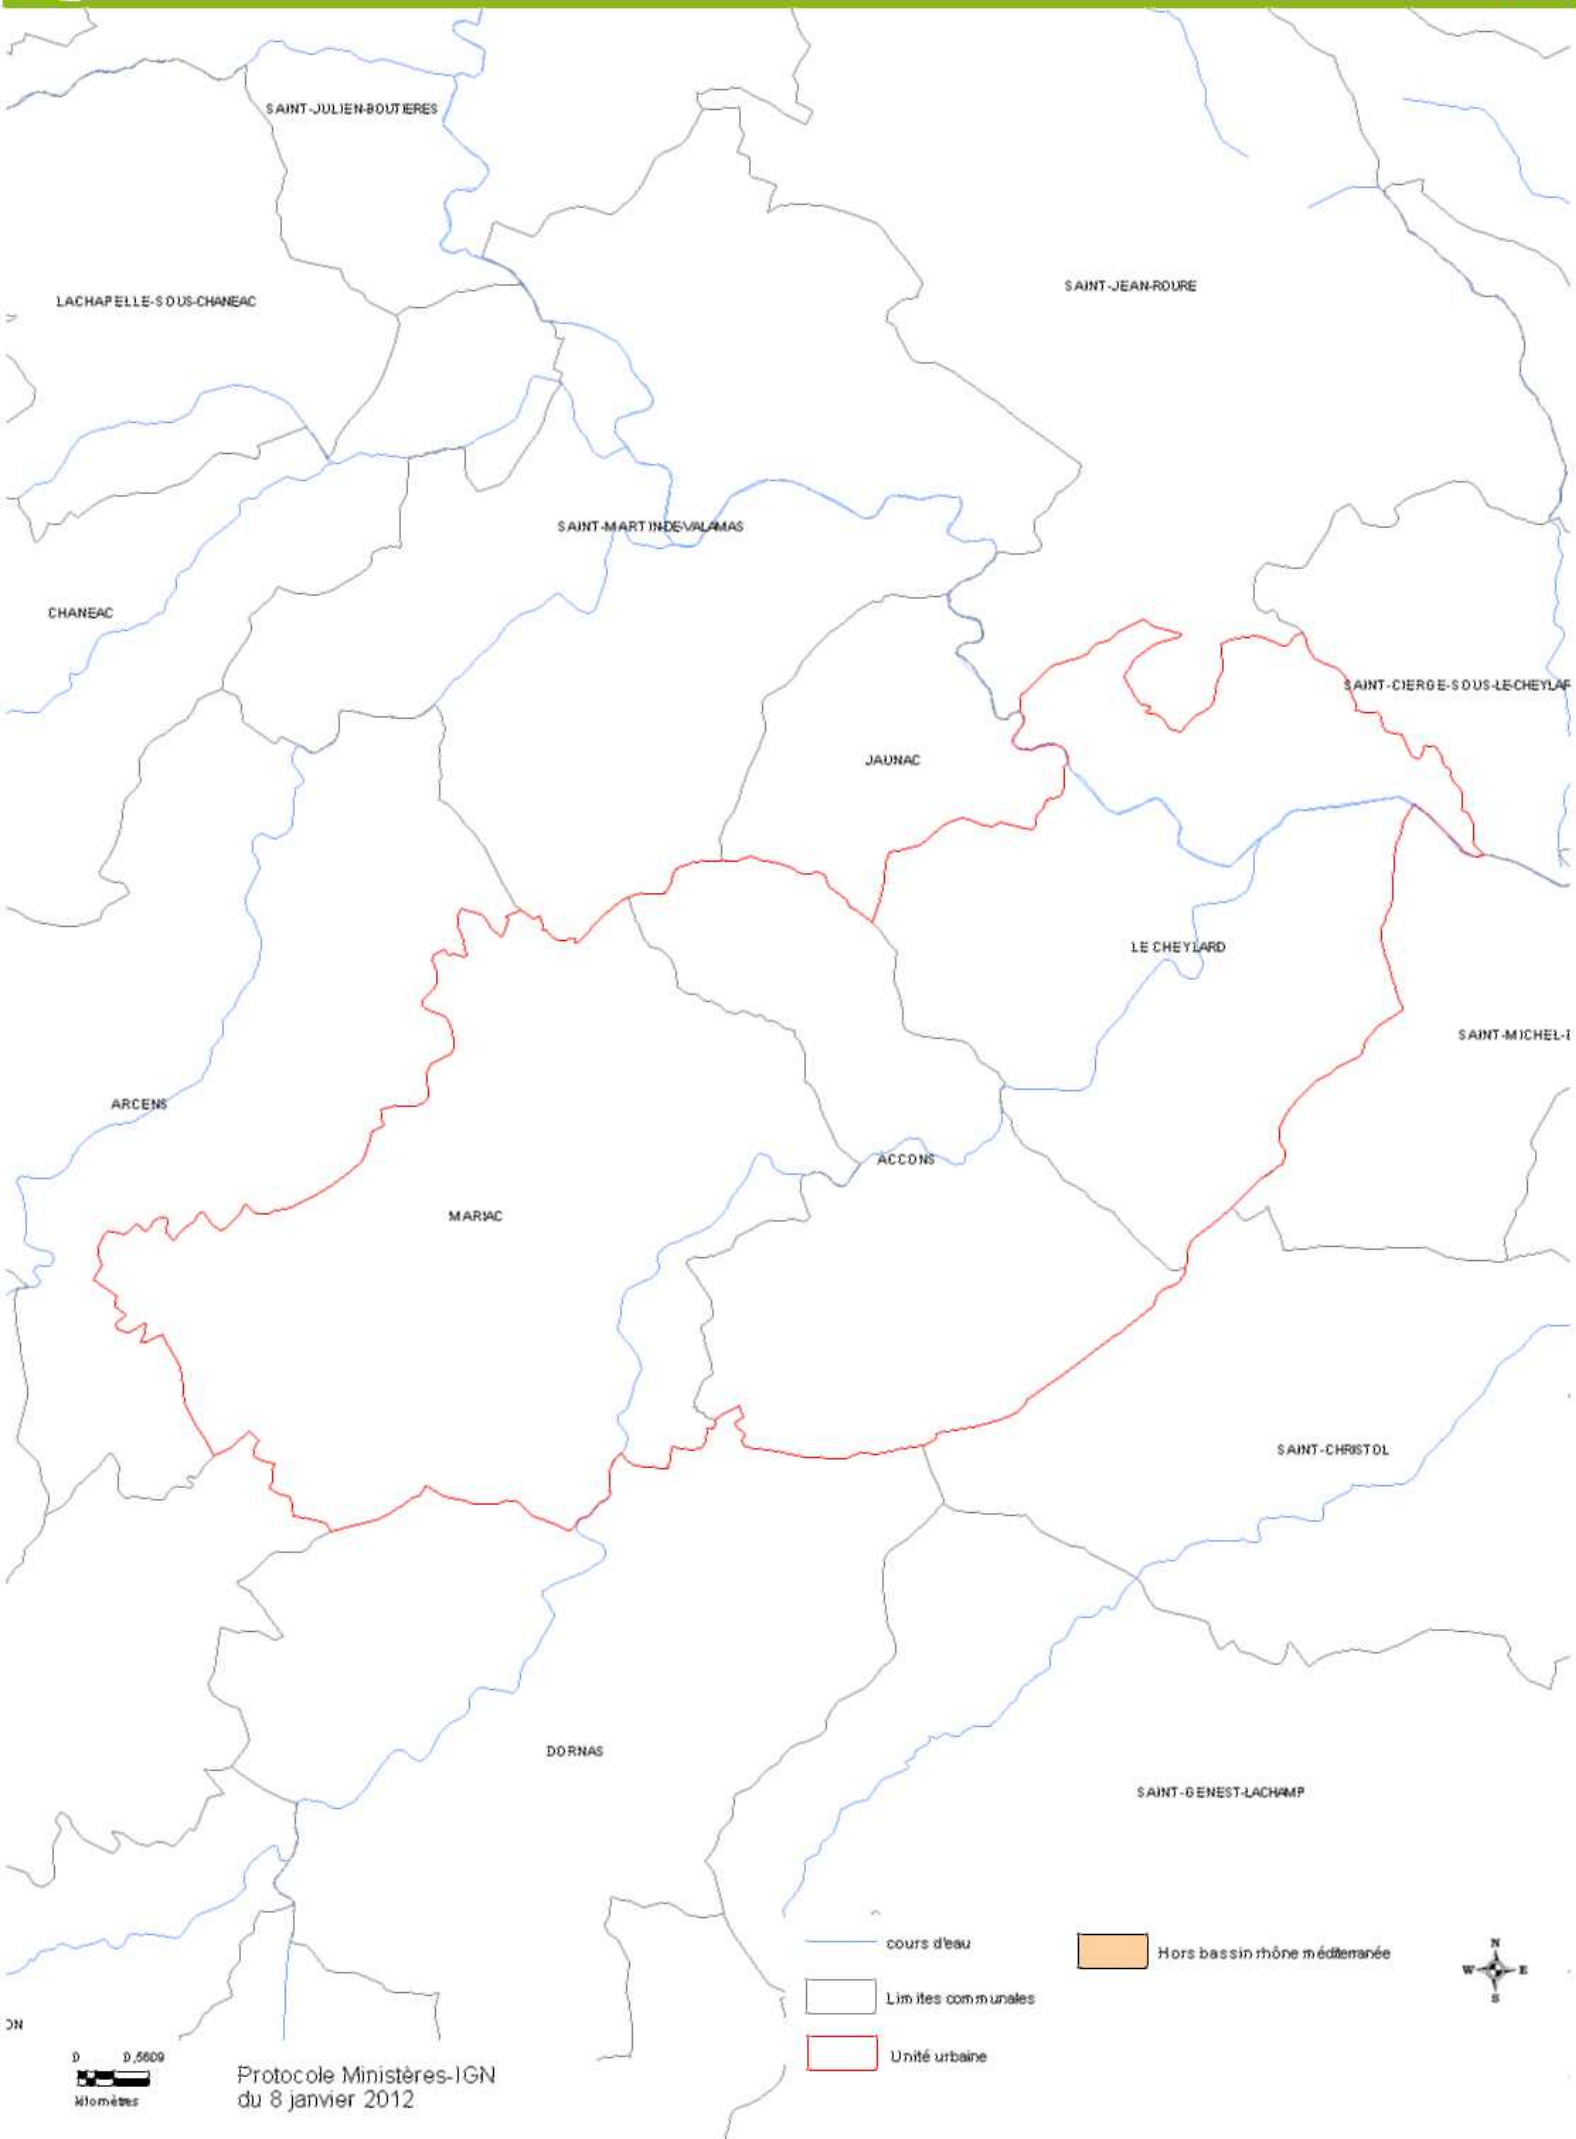 SAINT-JULIEN-BOUTIERES
SAINT-JEAN-ROURE
LACHAPELLE-SOUS-CHANEAC
SAINT-MARTIN-DE-VALAMAS
CHANEAC
SAINT-CIERGE-SOUS-LE-CHEYLAR
JAUNAC
LE CHEYLARD
SAINT-MICHEL-
ARCENS
ACCONS
MARIAC
SAINT-CHRISTOL
DORNAS
SAINT-GENEST-LACHAMP
cours d'eau
Hors bassin rhône méditerranée
Limites communales
Unité urbaine
N
W E
S
ON
0 0,5609
kilomètres
Protocole Ministères-IGN
du 8 janvier 2012